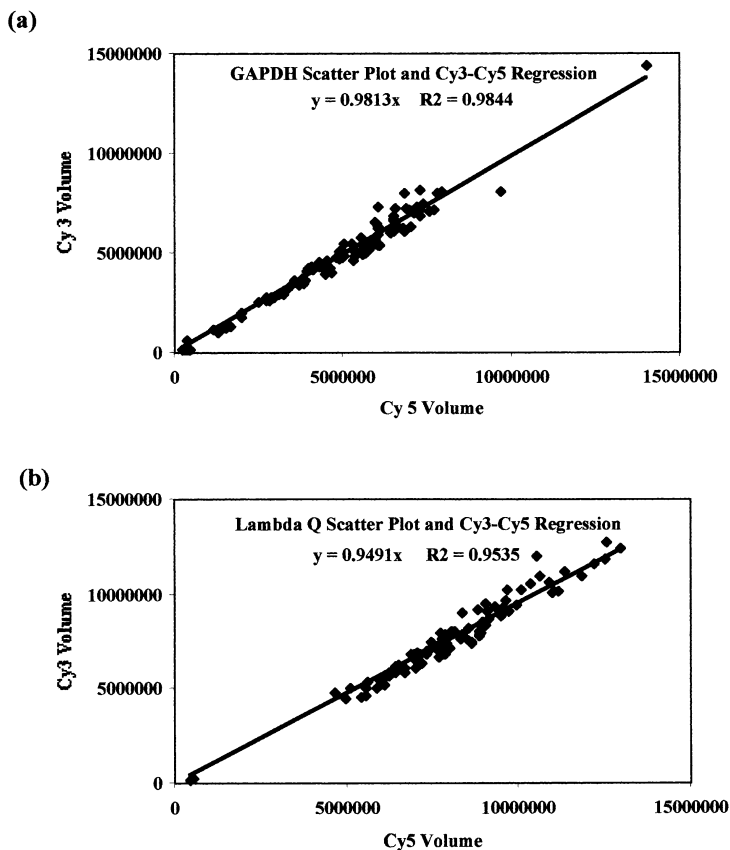 (a)
15000000
GAPDH Scatter Plot and Cy3-Cy5 Regression
y = 0.9813x R2 = 0.9844
10000000
Cy 3 Volume
5000000
0
0 5000000 10000000 15000000
Cy 5 Volume
(b)
15000000
Lambda Q Scatter Plot and Cy3-Cy5 Regression
y = 0.9491x R2 = 0.9535
10000000
Cy3 Volume
5000000
0
0 5000000 10000000 15000000
Cy5 Volume